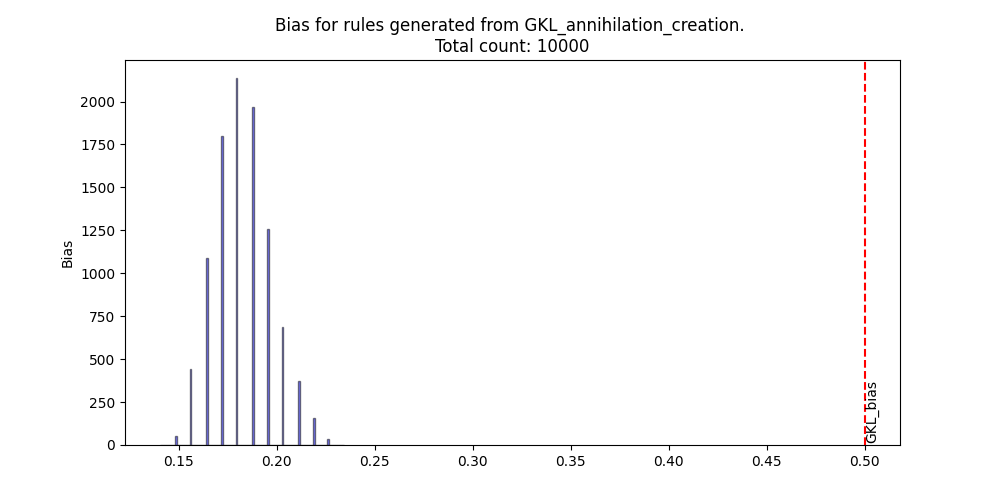 Bias for rules generated from GKL_annihilation_creation.
Total count: 10000
2000
1750
1500
1250
1000
750
500
250
0
Bias
GKL_bias
0.15 0.20 0.25 0.30 0.35 0.40 0.45 0.50